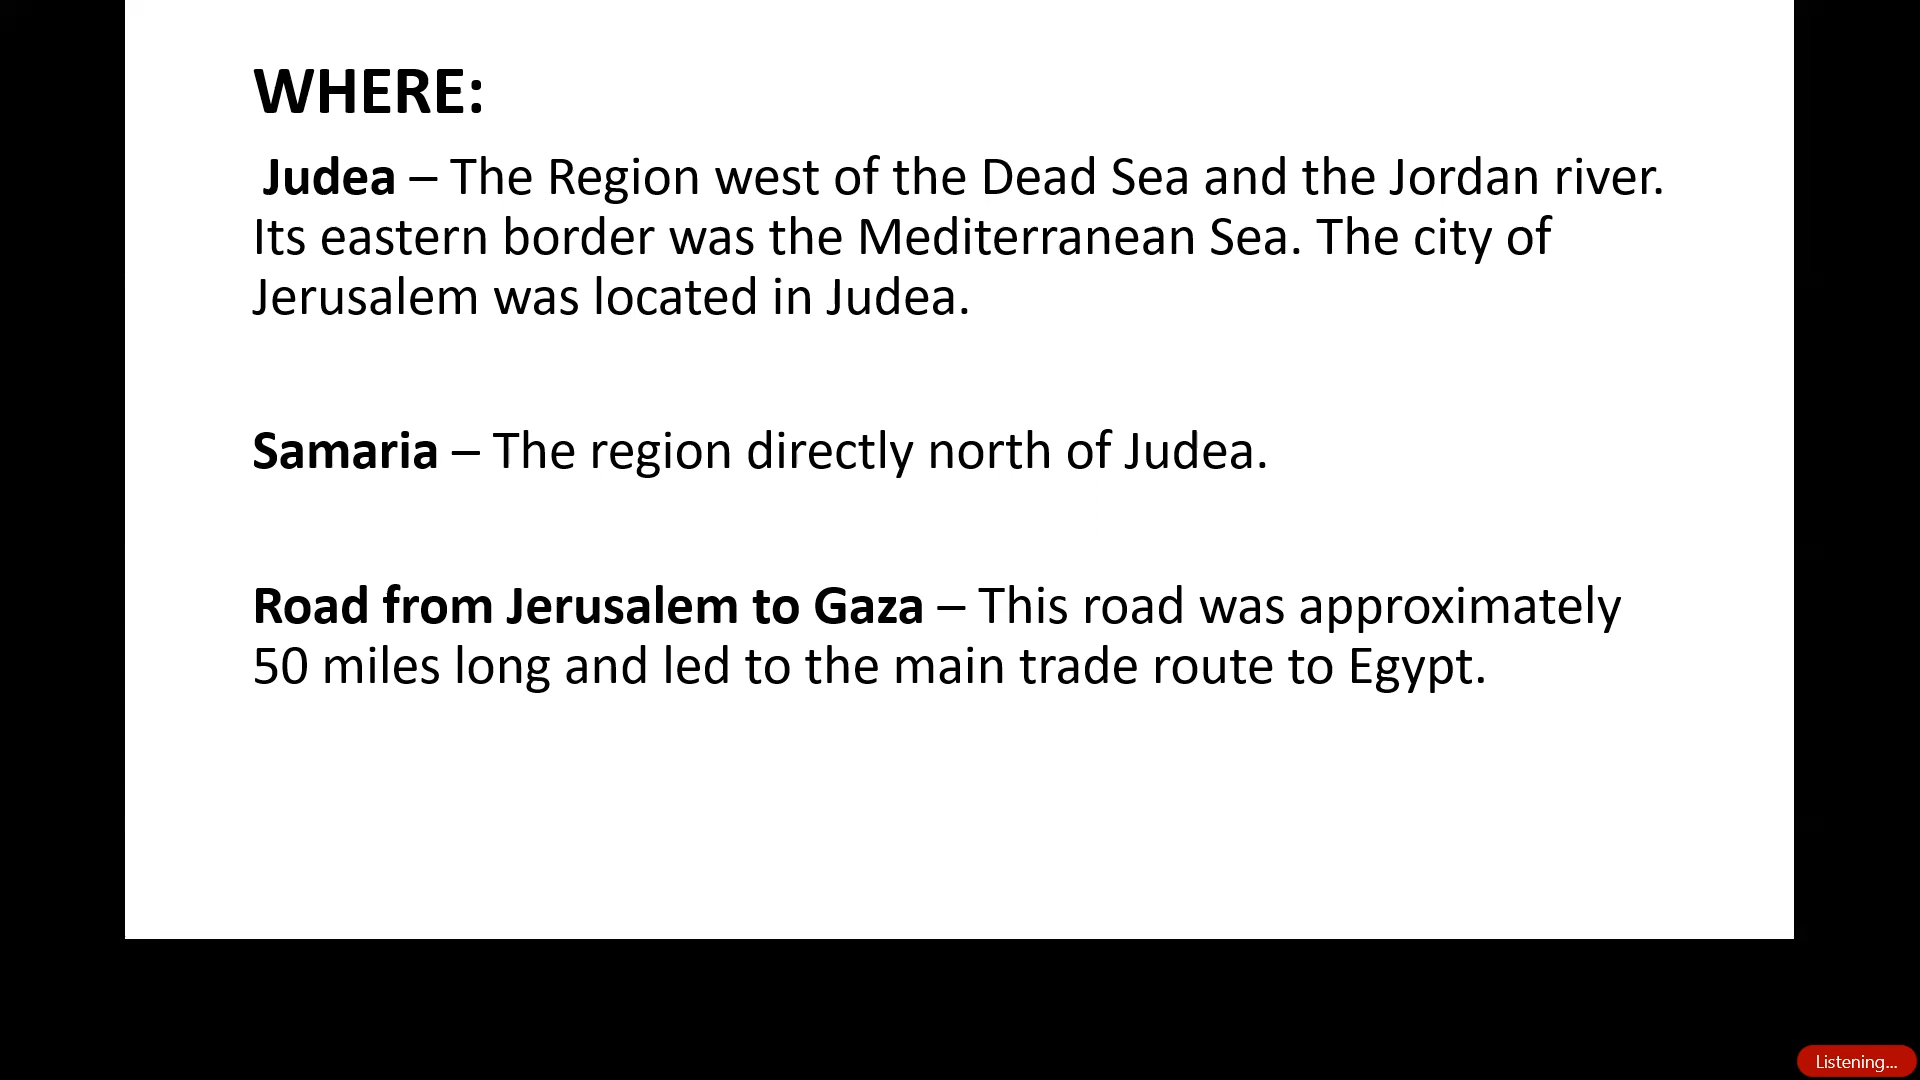 WHERE:
Judea – The Region west of the Dead Sea and the Jordan river.
Its eastern border was the Mediterranean Sea. The city of
Jerusalem was located in Judea.
Samaria – The region directly north of Judea.
Road from Jerusalem to Gaza – This road was approximately
50 miles long and led to the main trade route to Egypt.
Listening...